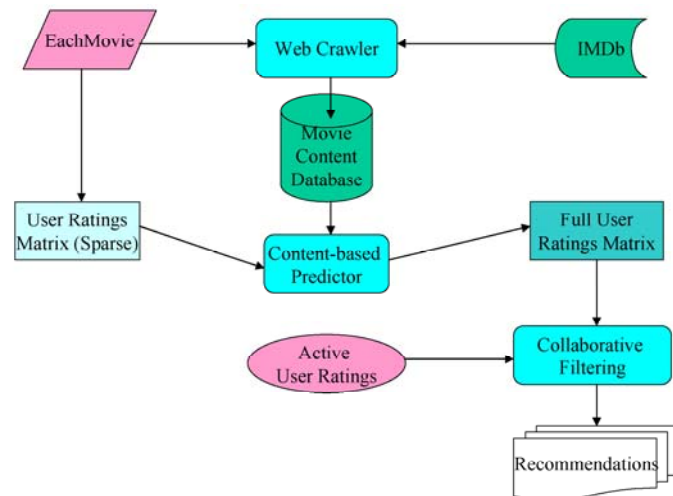 EachMovie
Web Crawler
IMDb
Movie
Content
Database
User Ratings
Matrix (Sparse)
Content-based
Predictor
Full User
Ratings Matrix
Active
User Ratings
Collaborative
Filtering
Recommendations